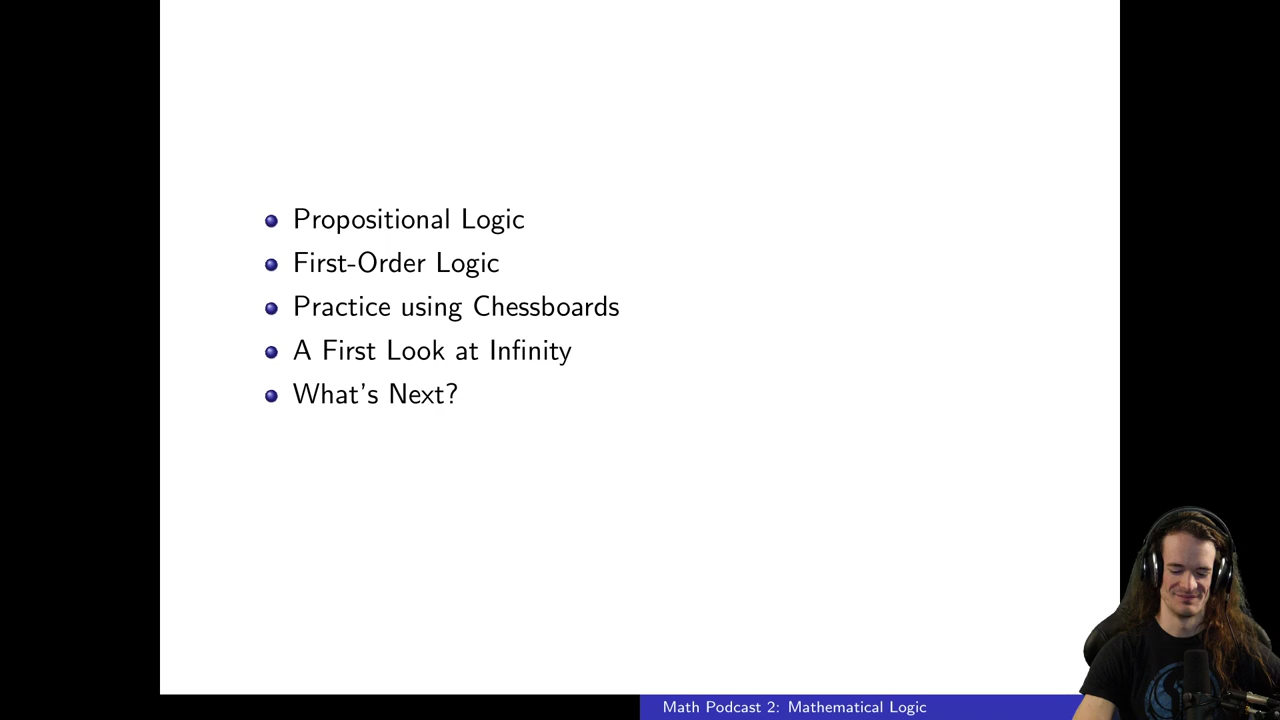 Propositional Logic
First-Order Logic
Practice using Chessboards
A First Look at Infinity
What's Next?
Math Podcast 2: Mathematical Logic